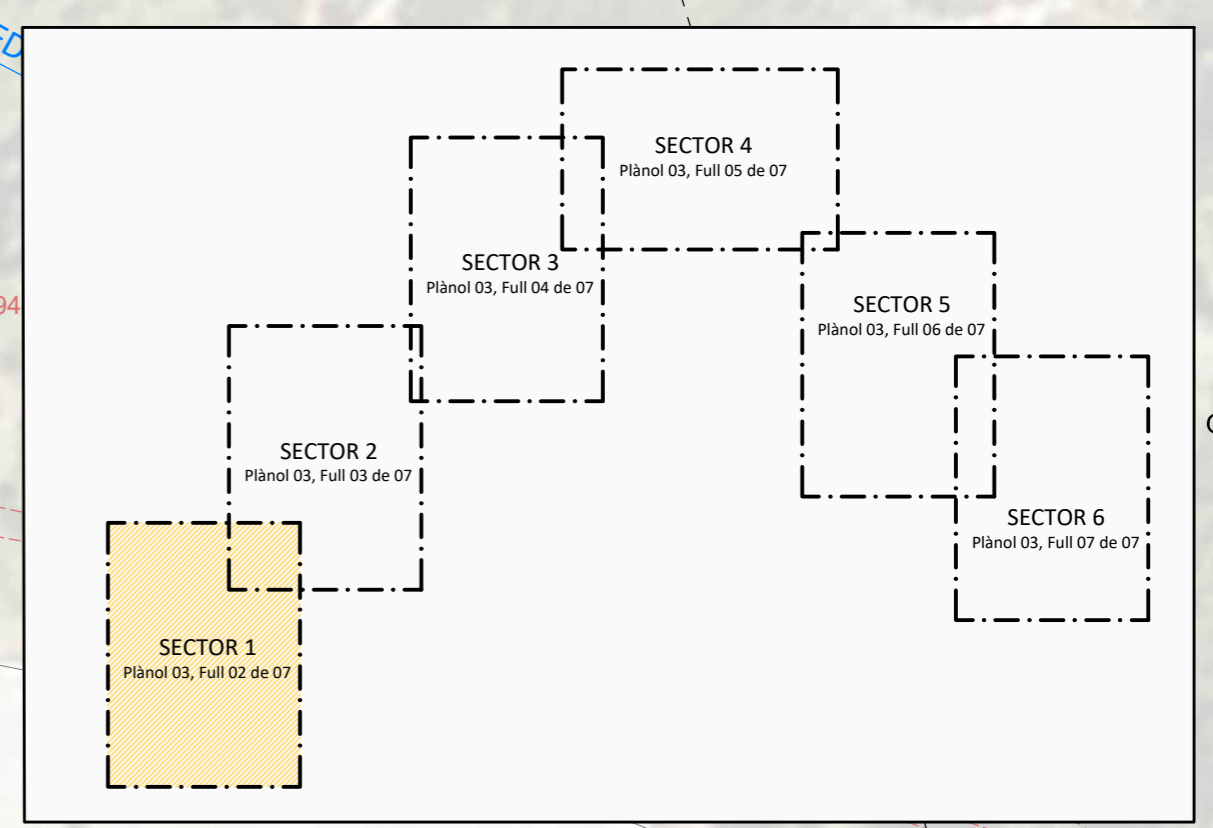 ED
SECTOR 4
Plànol 03, Full 05 de 07
SECTOR 3
Plànol 03, Full 04 de 07
94
SECTOR 5
Plànol 03, Full 06 de 07
SECTOR 2
Plànol 03, Full 03 de 07
SECTOR 6
Plànol 03, Full 07 de 07
SECTOR 1
Plànol 03, Full 02 de 07